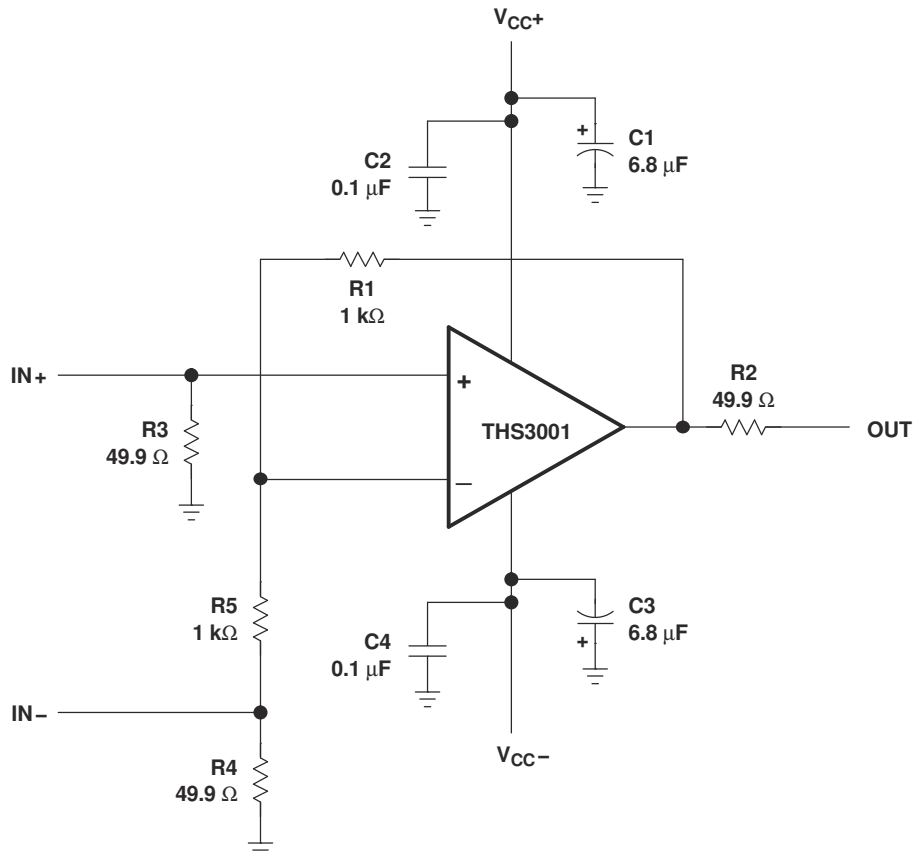 VCC+
C2
0.1 µF
+
C1
6.8 µF
R1
1 kΩ
IN+
R3
49.9 Ω
+
THS3001
−
R2
49.9 Ω
OUT
R5
1 kΩ
C4
0.1 µF
C3
6.8 µF
+
IN−
R4
49.9 Ω
VCC−